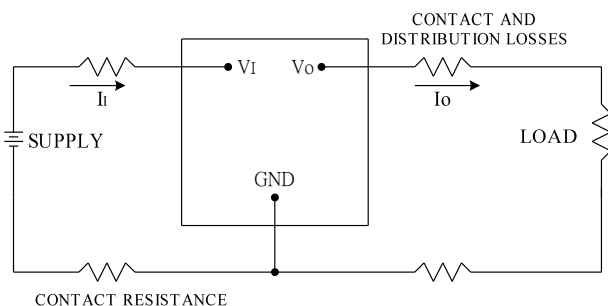 CONTACT AND
DISTRIBUTION LOSSES
VI
VO
II
IO
SUPPLY
LOAD
GND
CONTACT RESISTANCE